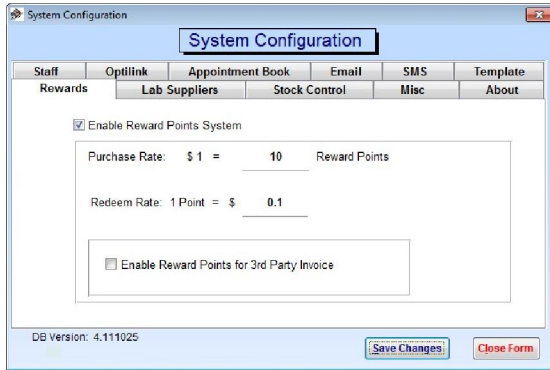 System Configuration
System Configuration
Staff Optilink Appointment Book Email SMS Template
Rewards Lab Suppliers Stock Control Misc About
Enable Reward Points System
Purchase Rate: $ 1 = 10 Reward Points
Redeem Rate: 1 Point = $ 0.1
Enable Reward Points for 3rd Party Invoice
DB Version: 4.111025
Save Changes Close Form